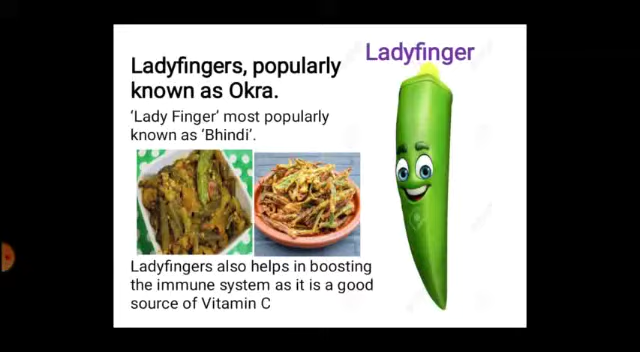 Ladyfinger
Ladyfingers, popularly
known as Okra.
‘Lady Finger’ most popularly
known as ‘Bhindi’.
Ladyfingers also helps in boosting
the immune system as it is a good
source of Vitamin C